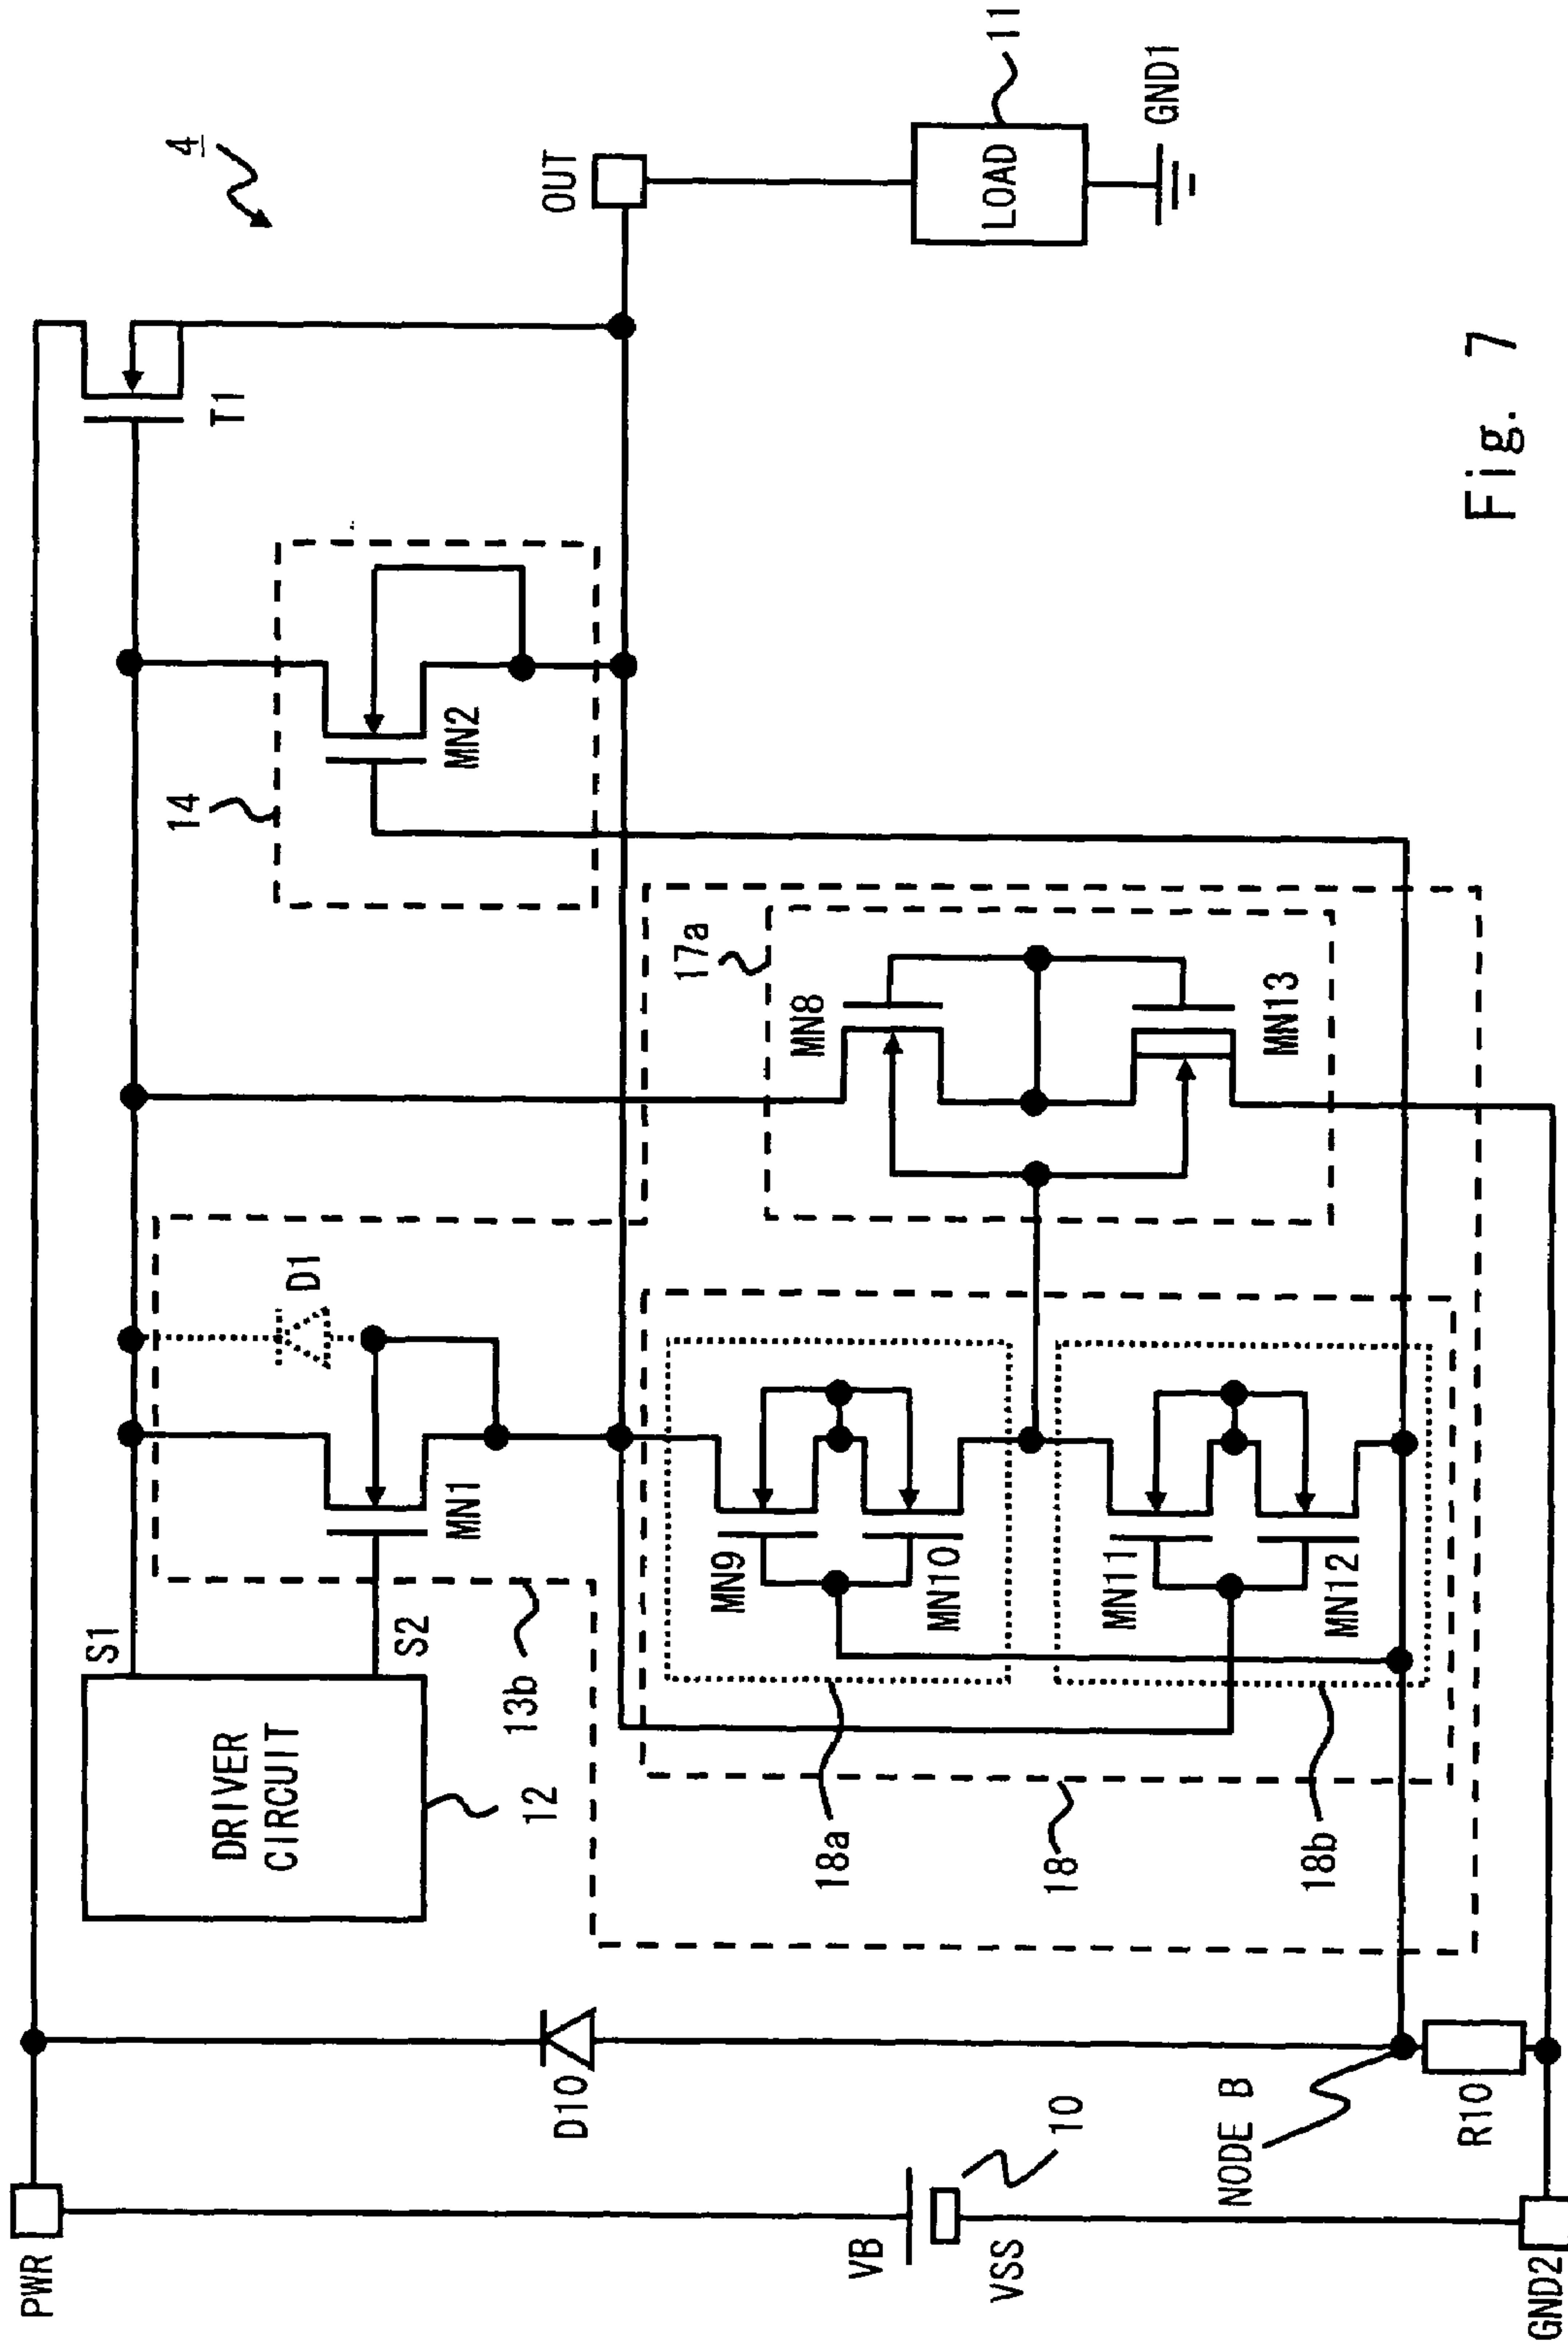 4
PWR
S1
T1
DRIVER
CIRCUIT
D1
14
OUT
S2
MN1
MN2
12
13b
17a
D10
MN9
MN8
11
LOAD
18a
MN10
VB
10
VSS
18
MN11
GND1
NODE B
18b
MN12
MN13
R10
GND2
Fig. 7